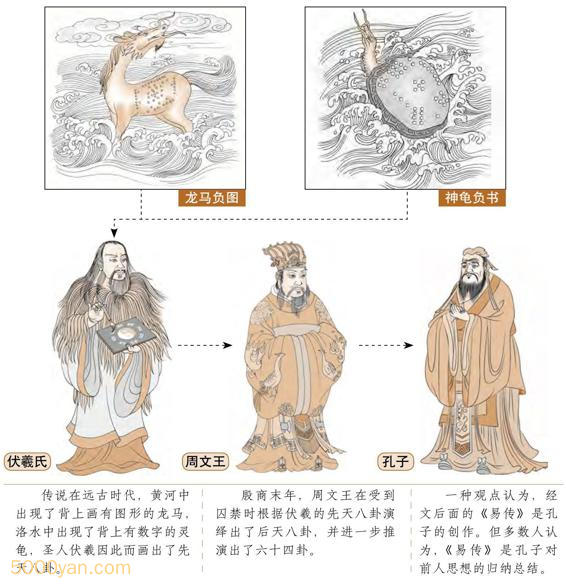 龙马负图
神龟负书
伏羲氏
周文王
孔子
传说在远古时代，黄河中
出现了背上画有图形的龙马，
洛水中出现了背上有数字的灵
龟，圣人伏羲因此而画出了先
天八卦。
殷商末年，周文王在受到
囚禁时根据伏羲的先天八卦演
绎出了后天八卦，并进一步推
演出了六十四卦。
一种观点认为，经
文后面的《易传》是孔
子的创作。但多数人认
为，《易传》是孔子对
前人思想的归纳总结。
5000yan.com